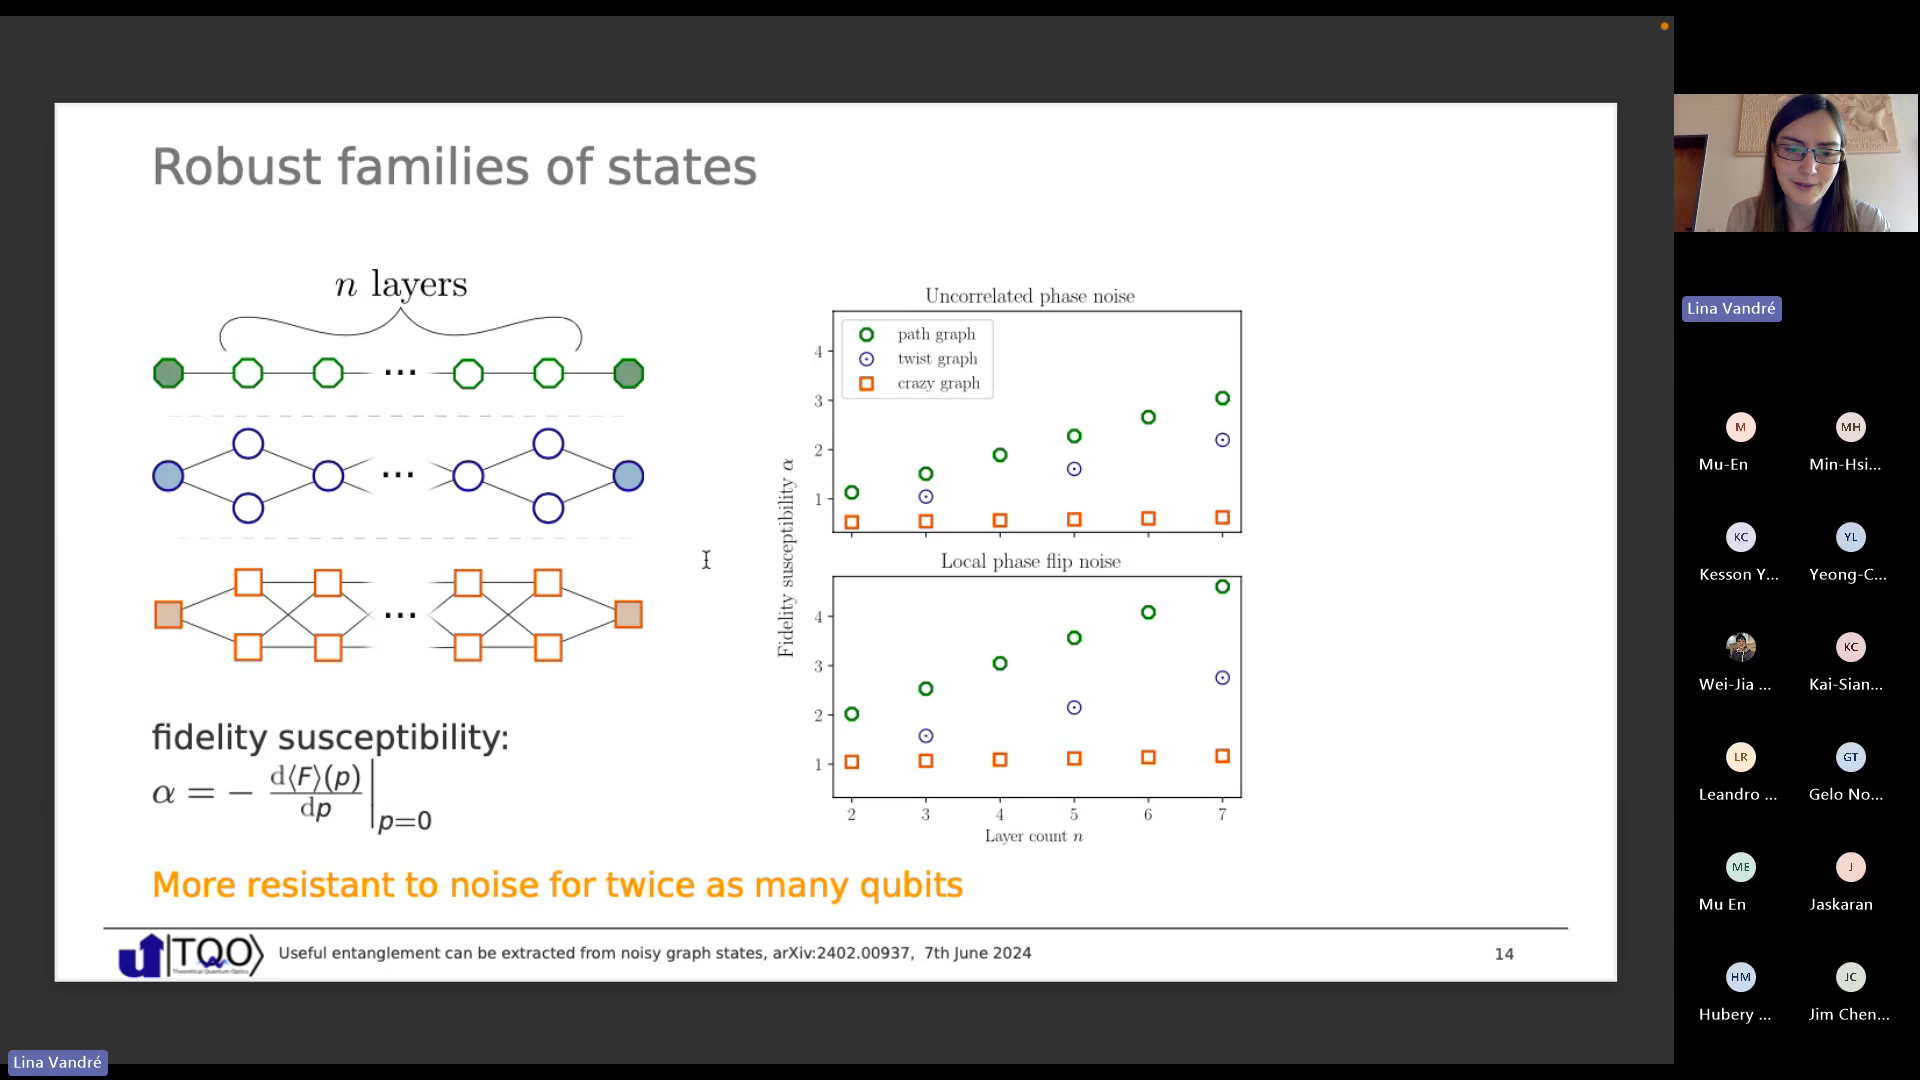 Robust families of states
n layers
fidelity susceptibility:
α = − d⟨F⟩(p)/dp |p=0
Uncorrelated phase noise
path graph
twist graph
crazy graph
4
3
2
1
Fidelity susceptibility α
Local phase flip noise
4
3
2
1
2 3 4 5 6 7
Layer count n
More resistant to noise for twice as many qubits
|TQO⟩
Theoretical Quantum Optics
Useful entanglement can be extracted from noisy graph states, arXiv:2402.00937, 7th June 2024
14
Lina Vandré
Lina Vandré
M MH
Mu-En Min-Hsi...
KC YL
Kesson Y... Yeong-C...
KC
Wei-Jia ... Kai-Sian...
LR GT
Leandro ... Gelo No...
ME J
Mu En Jaskaran
HM JC
Hubery ... Jim Chen...